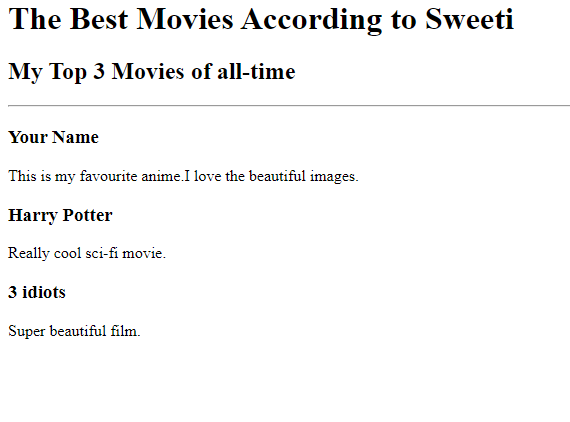 The Best Movies According to Sweeti
My Top 3 Movies of all-time
Your Name
This is my favourite anime.I love the beautiful images.
Harry Potter
Really cool sci-fi movie.
3 idiots
Super beautiful film.